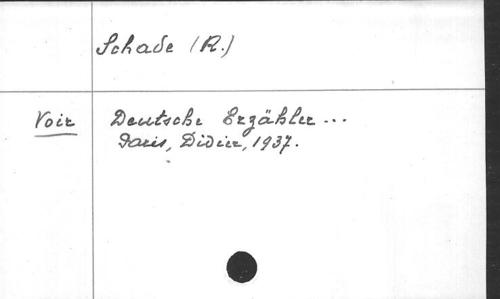 Schade (R.)
Voir Deutsche Erzähler ...
Paris, Didier, 1937.